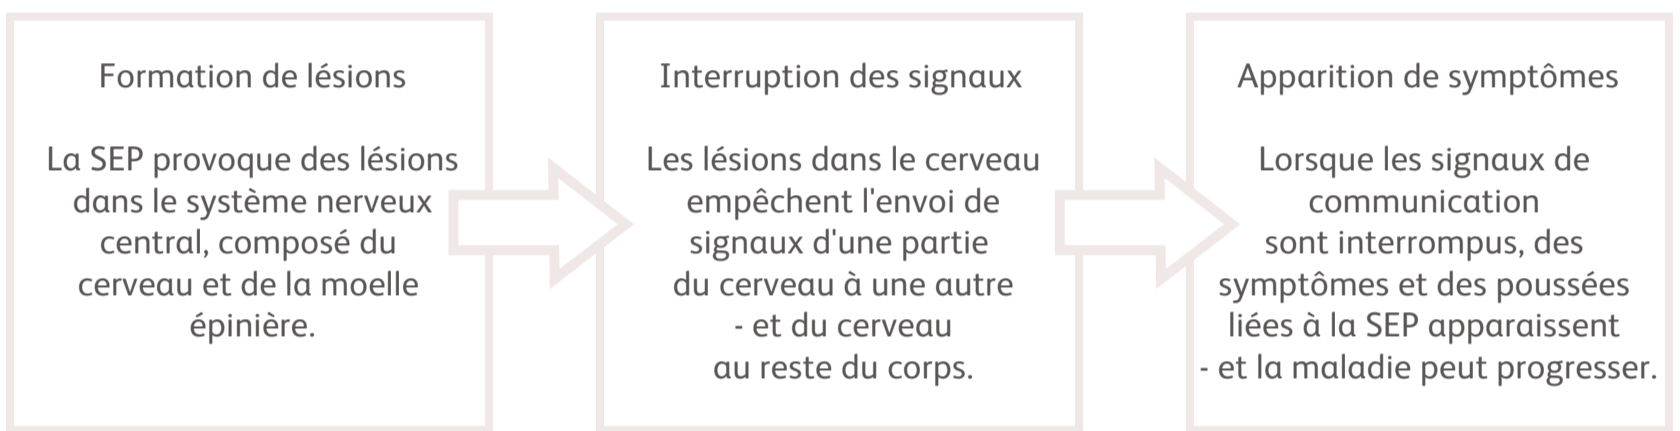 Formation de lésions
La SEP provoque des lésions
dans le système nerveux
central, composé du
cerveau et de la moelle
épinière.
Interruption des signaux
Les lésions dans le cerveau
empêchent l'envoi de
signaux d'une partie
du cerveau à une autre
- et du cerveau
au reste du corps.
Apparition de symptômes
Lorsque les signaux de
communication
sont interrompus, des
symptômes et des poussées
liées à la SEP apparaissent
- et la maladie peut progresser.